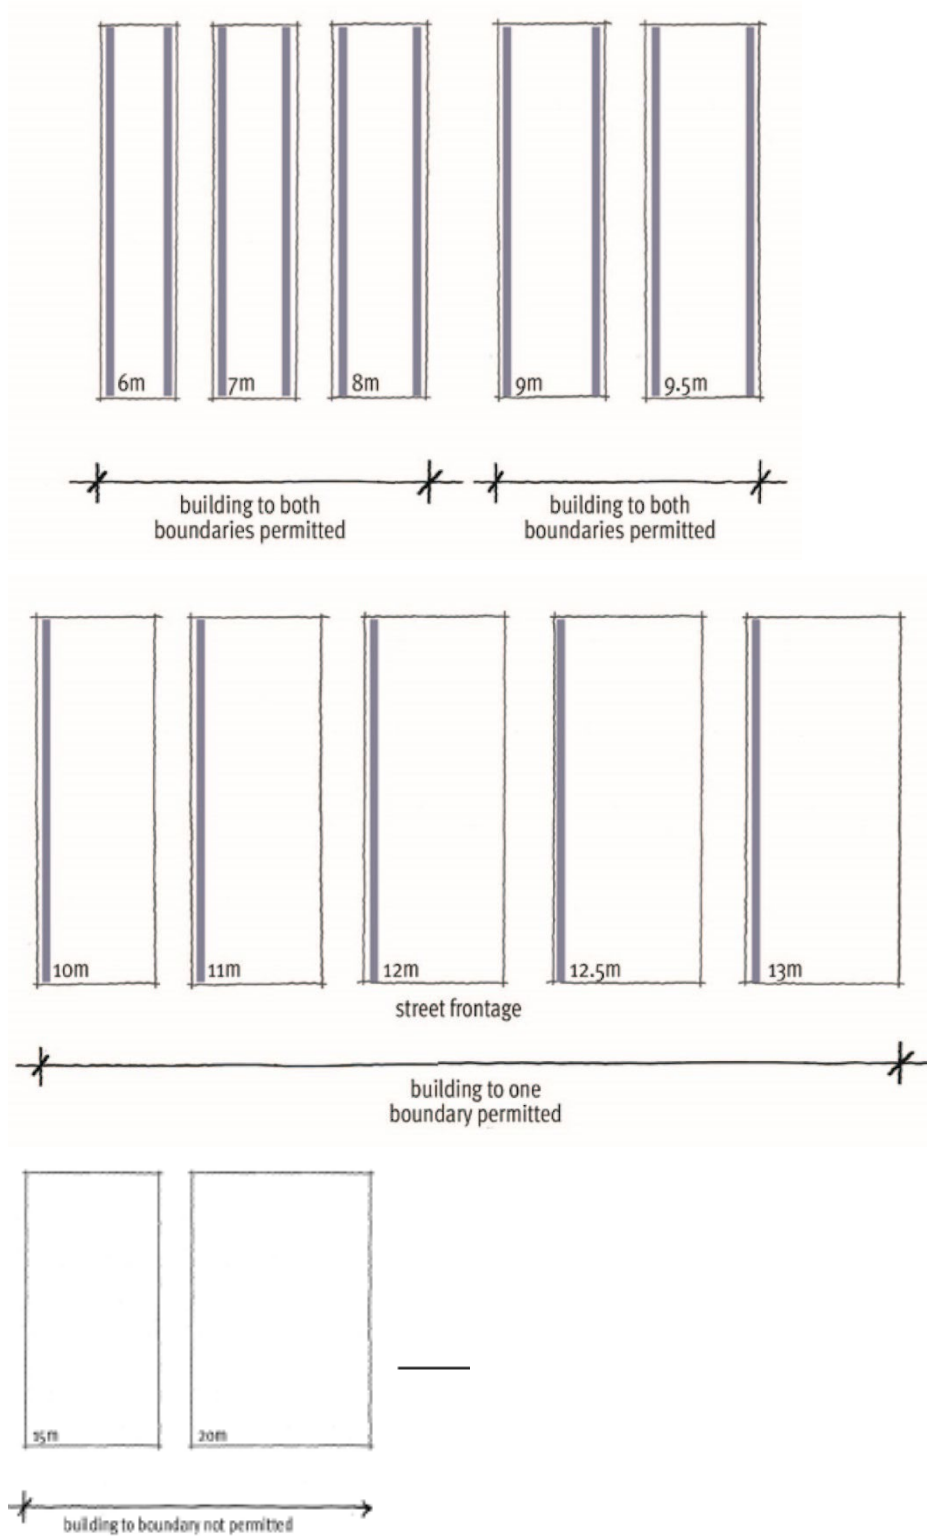 6m
7m
8m
9m
9.5m
building to both
boundaries permitted
building to both
boundaries permitted
10m
11m
12m
12.5m
13m
street frontage
building to one
boundary permitted
15m
20m
building to boundary not permitted